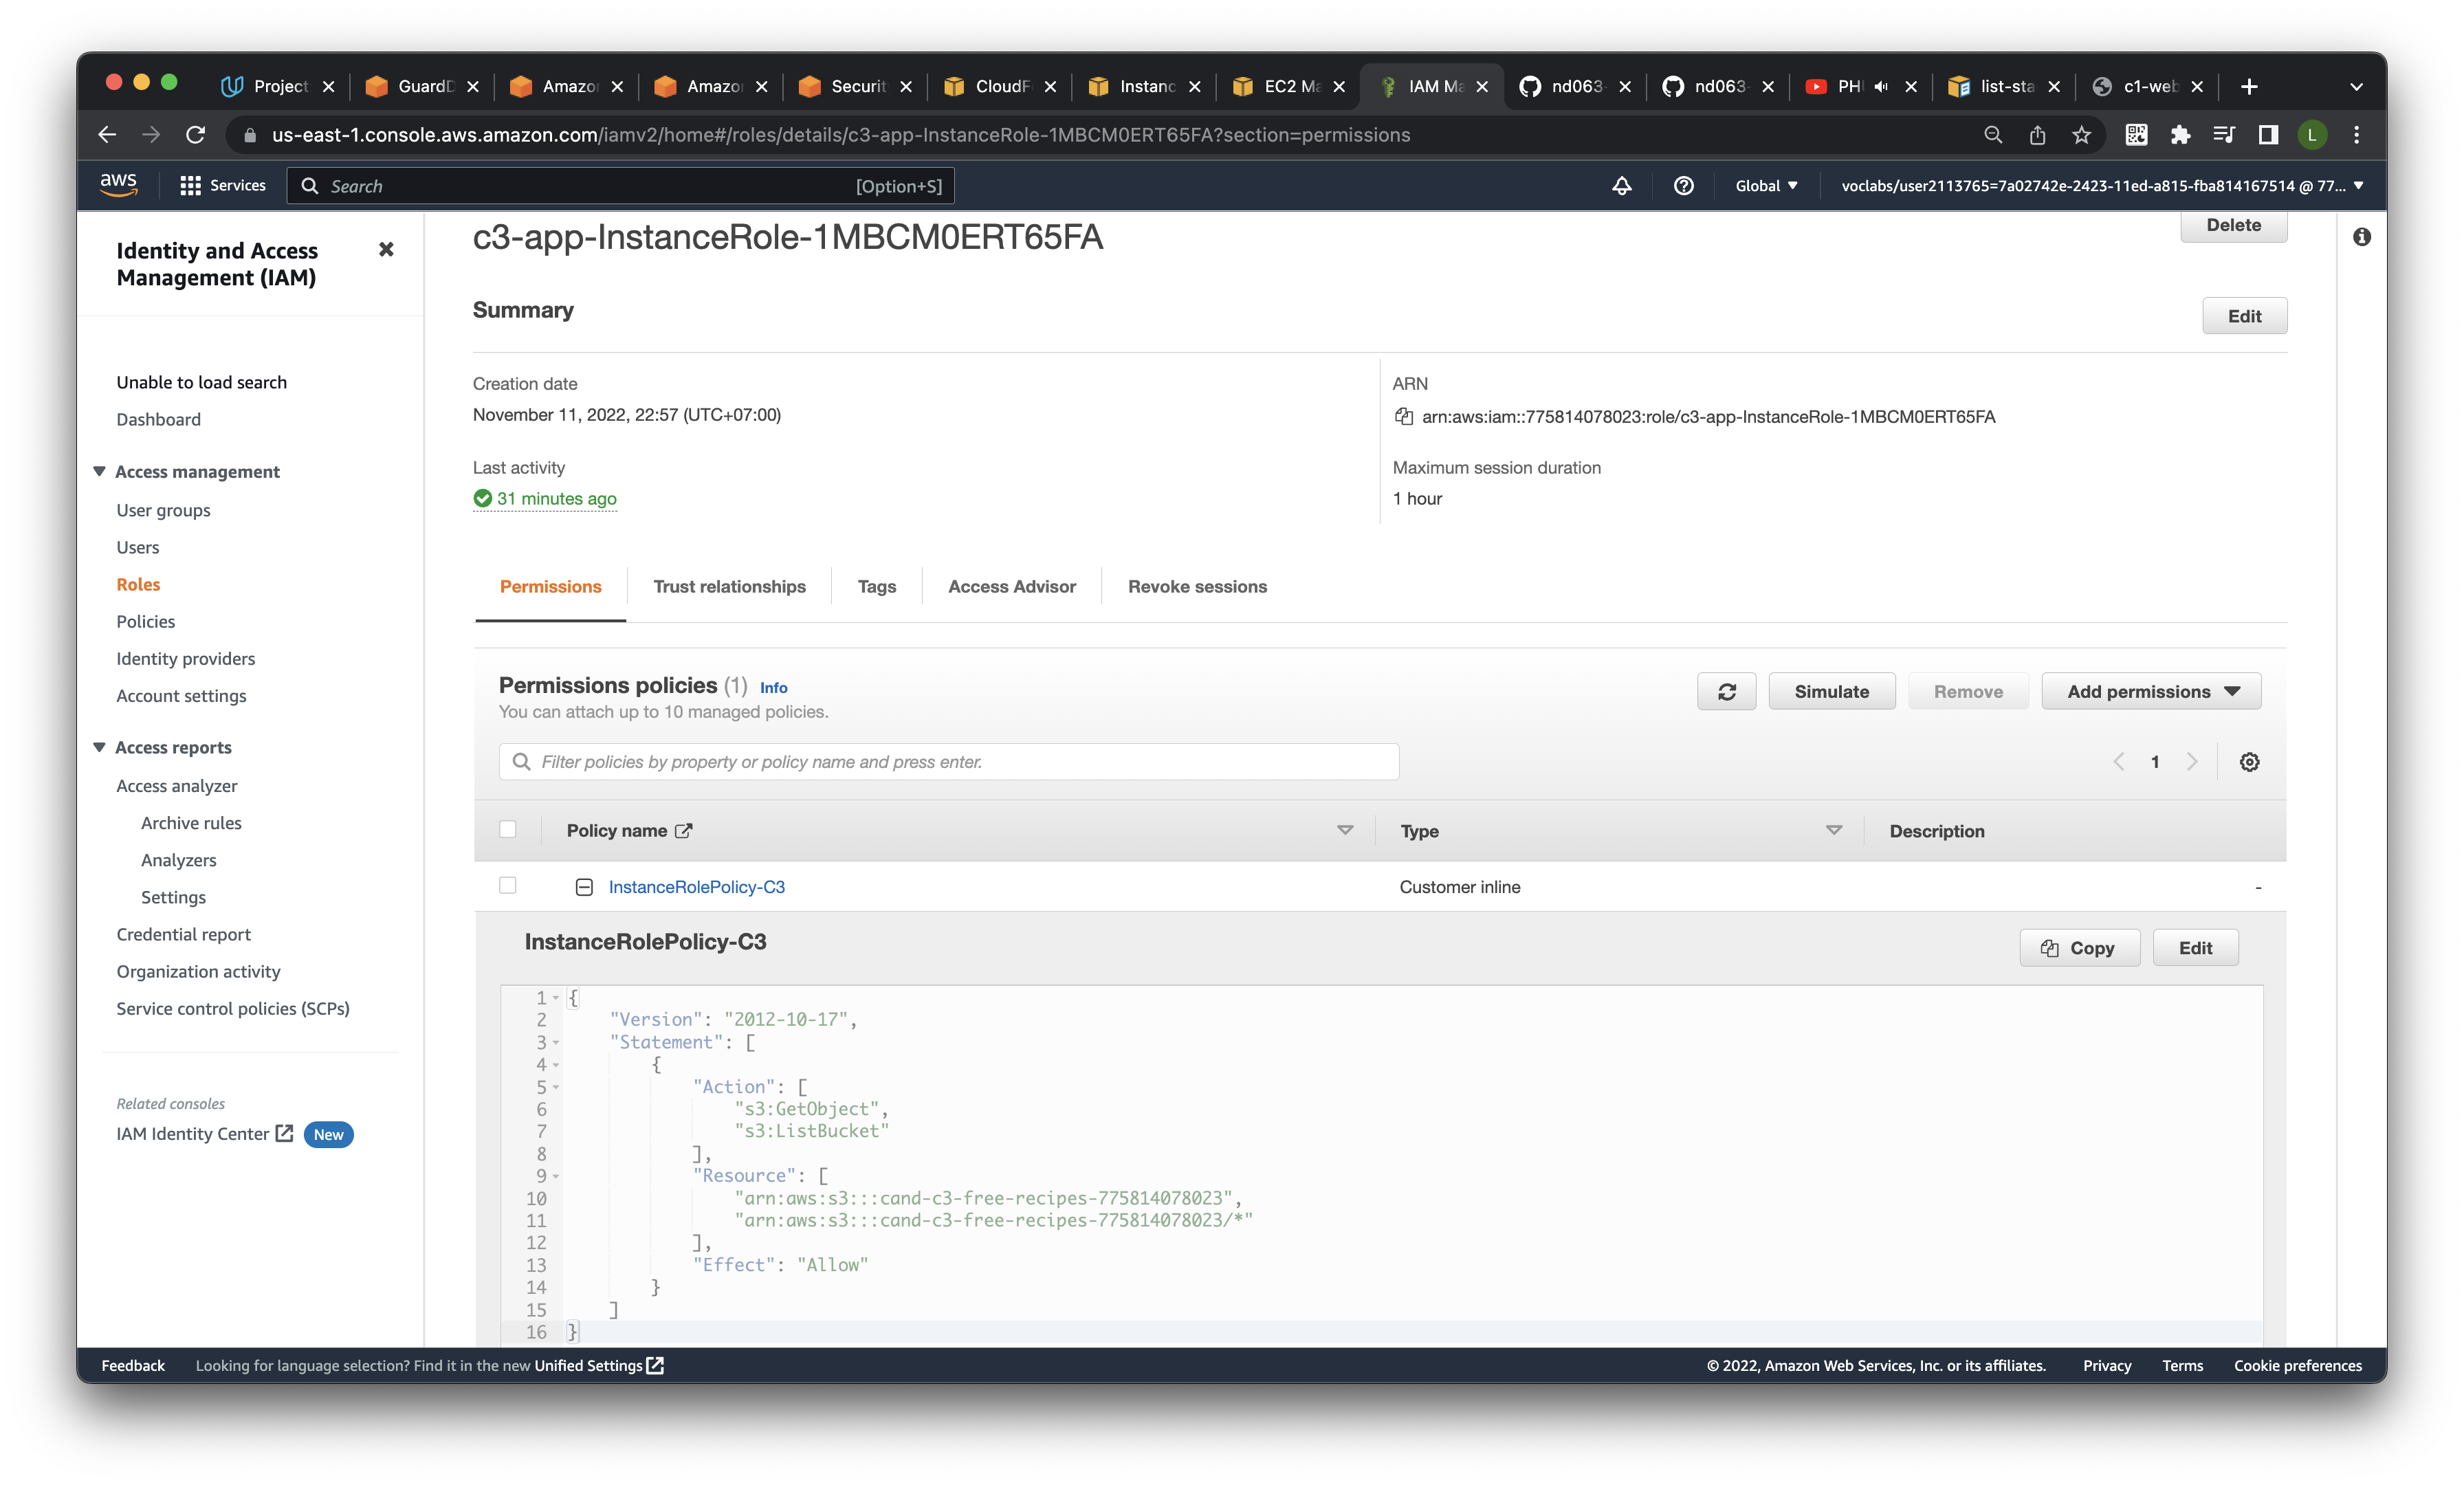 Project
GuardD
Amazon
Amazon
Securit
CloudF
Instanc
EC2 Ma
IAM Ma
nd063-
nd063-
PHI
list-sta
c1-web
us-east-1.console.aws.amazon.com/iamv2/home#/roles/details/c3-app-InstanceRole-1MBCM0ERT65FA?section=permissions
L
aws
Services
Search
[Option+S]
Global
voclabs/user2113765=7a02742e-2423-11ed-a815-fba814167514 @ 77...
Identity and Access
Management (IAM)
Unable to load search
Dashboard
Access management
User groups
Users
Roles
Policies
Identity providers
Account settings
Access reports
Access analyzer
Archive rules
Analyzers
Settings
Credential report
Organization activity
Service control policies (SCPs)
Related consoles
IAM Identity Center
New
c3-app-InstanceRole-1MBCM0ERT65FA
Delete
Summary
Edit
Creation date
November 11, 2022, 22:57 (UTC+07:00)
ARN
arn:aws:iam::775814078023:role/c3-app-InstanceRole-1MBCM0ERT65FA
Last activity
31 minutes ago
Maximum session duration
1 hour
Permissions
Trust relationships
Tags
Access Advisor
Revoke sessions
Permissions policies (1) Info
You can attach up to 10 managed policies.
Simulate
Remove
Add permissions
Filter policies by property or policy name and press enter.
1
Policy name
Type
Description
InstanceRolePolicy-C3
Customer inline
-
InstanceRolePolicy-C3
Copy
Edit
1 {
2 "Version": "2012-10-17",
3 "Statement": [
4 {
5 "Action": [
6 "s3:GetObject",
7 "s3:ListBucket"
8 ],
9 "Resource": [
10 "arn:aws:s3:::cand-c3-free-recipes-775814078023",
11 "arn:aws:s3:::cand-c3-free-recipes-775814078023/*"
12 ],
13 "Effect": "Allow"
14 }
15 ]
16 }
Feedback
Looking for language selection? Find it in the new Unified Settings
© 2022, Amazon Web Services, Inc. or its affiliates.
Privacy
Terms
Cookie preferences